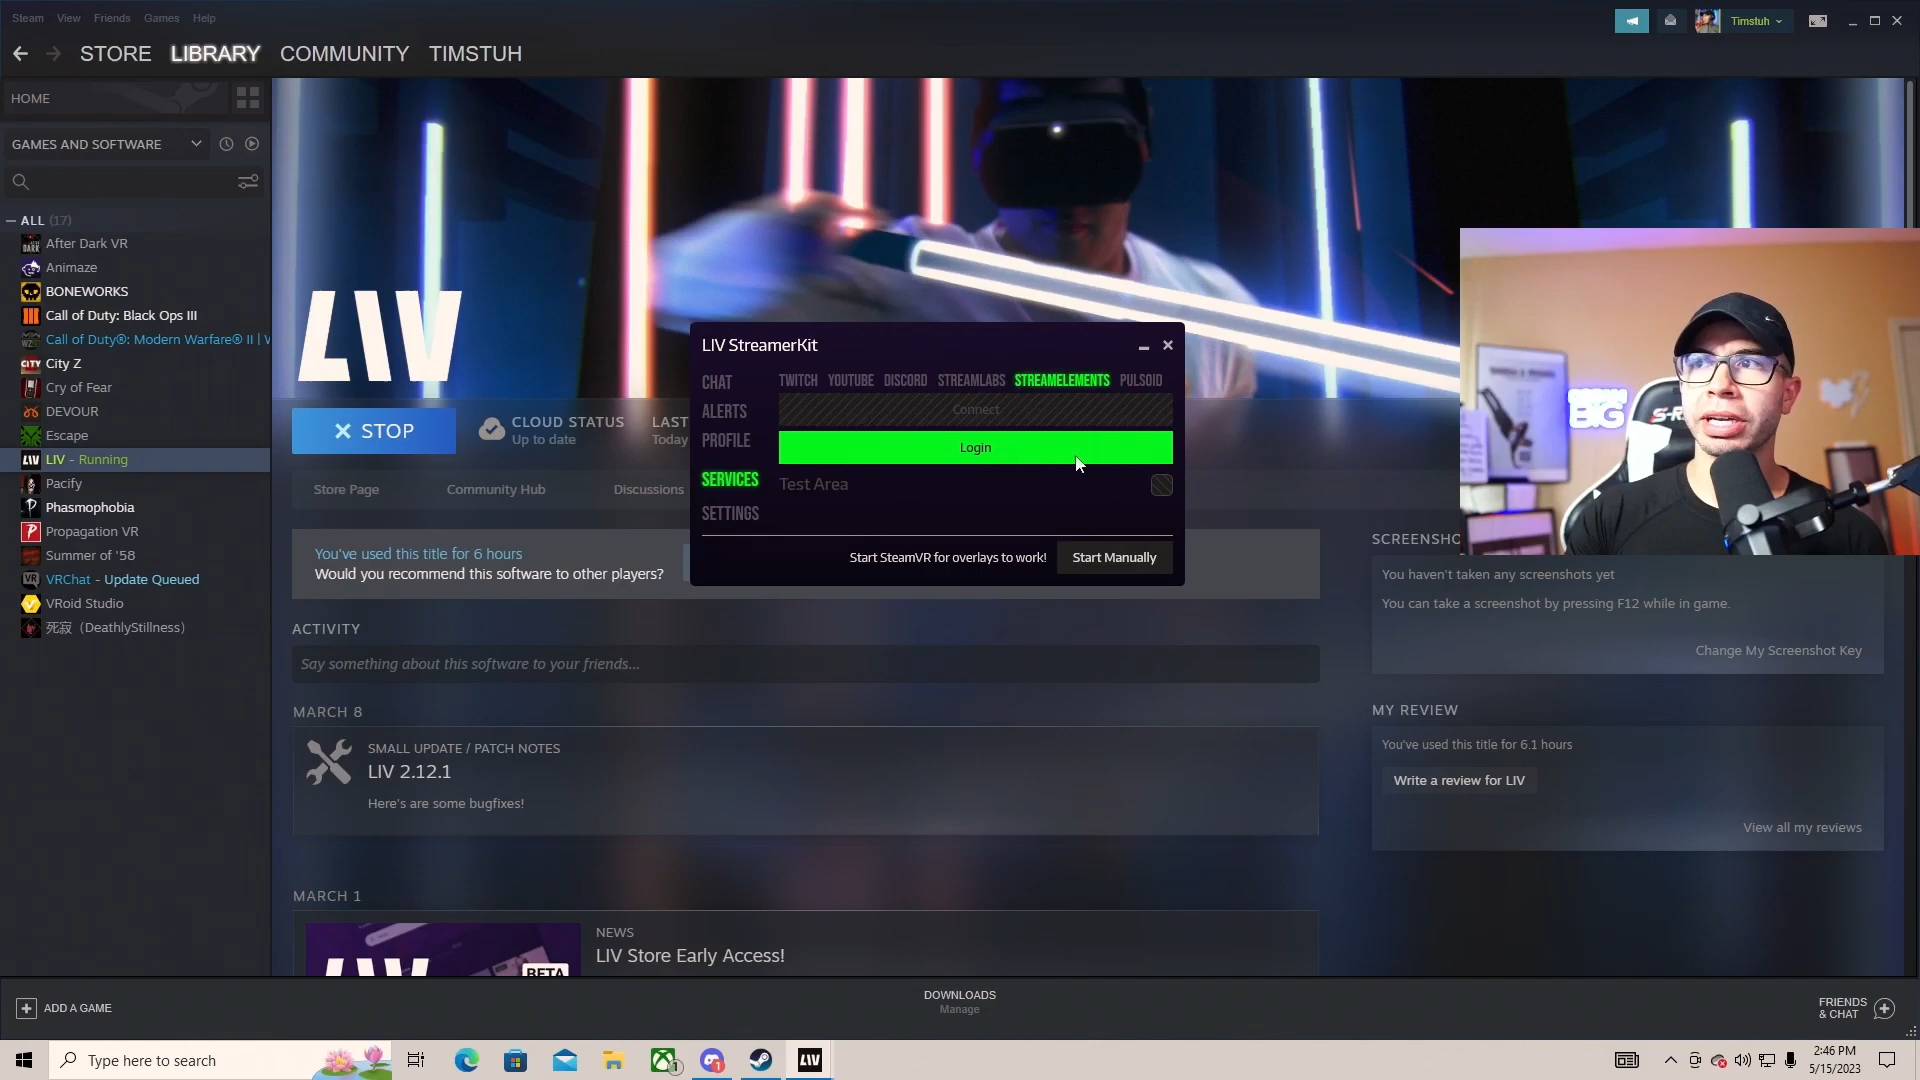 Steam View Friends Games Help
Timstuh
STORE LIBRARY COMMUNITY TIMSTUH
HOME
GAMES AND SOFTWARE
ALL (17)
After Dark VR
Animaze
BONEWORKS
Call of Duty: Black Ops III
Call of Duty®: Modern Warfare® II |
City Z
Cry of Fear
DEVOUR
Escape
LIV - Running
Pacify
Phasmophobia
Propagation VR
Summer of '58
VRChat - Update Queued
VRoid Studio
死寂（DeathlyStillness）
LIV
STOP
CLOUD STATUS
Up to date
LAST
Today
Store Page Community Hub Discussions
LIV StreamerKit
CHAT
ALERTS
PROFILE
SERVICES
SETTINGS
TWITCH YOUTUBE DISCORD STREAMLABS STREAMELEMENTS PULSOID
Connect
Login
Test Area
Start SteamVR for overlays to work! Start Manually
You've used this title for 6 hours
Would you recommend this software to other players?
ACTIVITY
Say something about this software to your friends...
MARCH 8
SMALL UPDATE / PATCH NOTES
LIV 2.12.1
Here's are some bugfixes!
MARCH 1
LIV
BETA
NEWS
LIV Store Early Access!
DREAM
BIG
SCREENSHO
You haven't taken any screenshots yet
You can take a screenshot by pressing F12 while in game.
Change My Screenshot Key
MY REVIEW
You've used this title for 6.1 hours
Write a review for LIV
View all my reviews
ADD A GAME
DOWNLOADS
Manage
FRIENDS
& CHAT
Type here to search
LIV
2:46 PM
5/15/2023